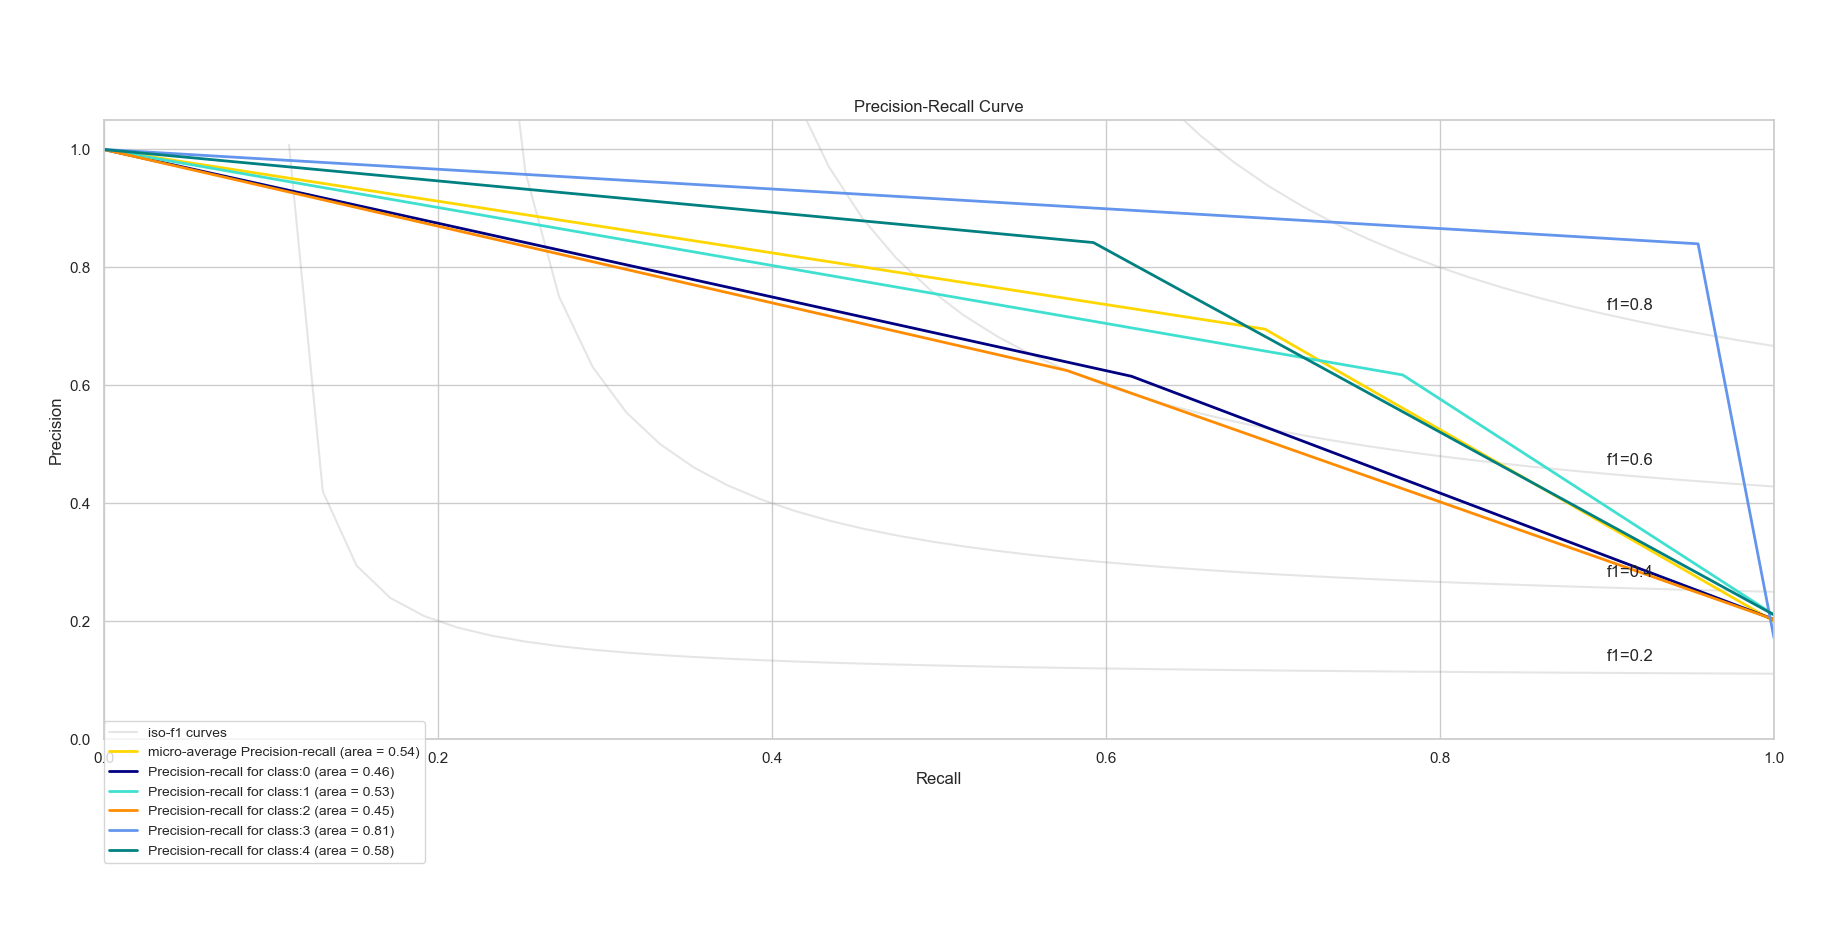 Precision-Recall Curve
1.0
0.8
0.6
0.4
0.2
0.0
Precision
f1=0.8
f1=0.6
f1=0.4
f1=0.2
0.0 0.2 0.4 0.6 0.8 1.0
Recall
iso-f1 curves
micro-average Precision-recall (area = 0.54)
Precision-recall for class:0 (area = 0.46)
Precision-recall for class:1 (area = 0.53)
Precision-recall for class:2 (area = 0.45)
Precision-recall for class:3 (area = 0.81)
Precision-recall for class:4 (area = 0.58)